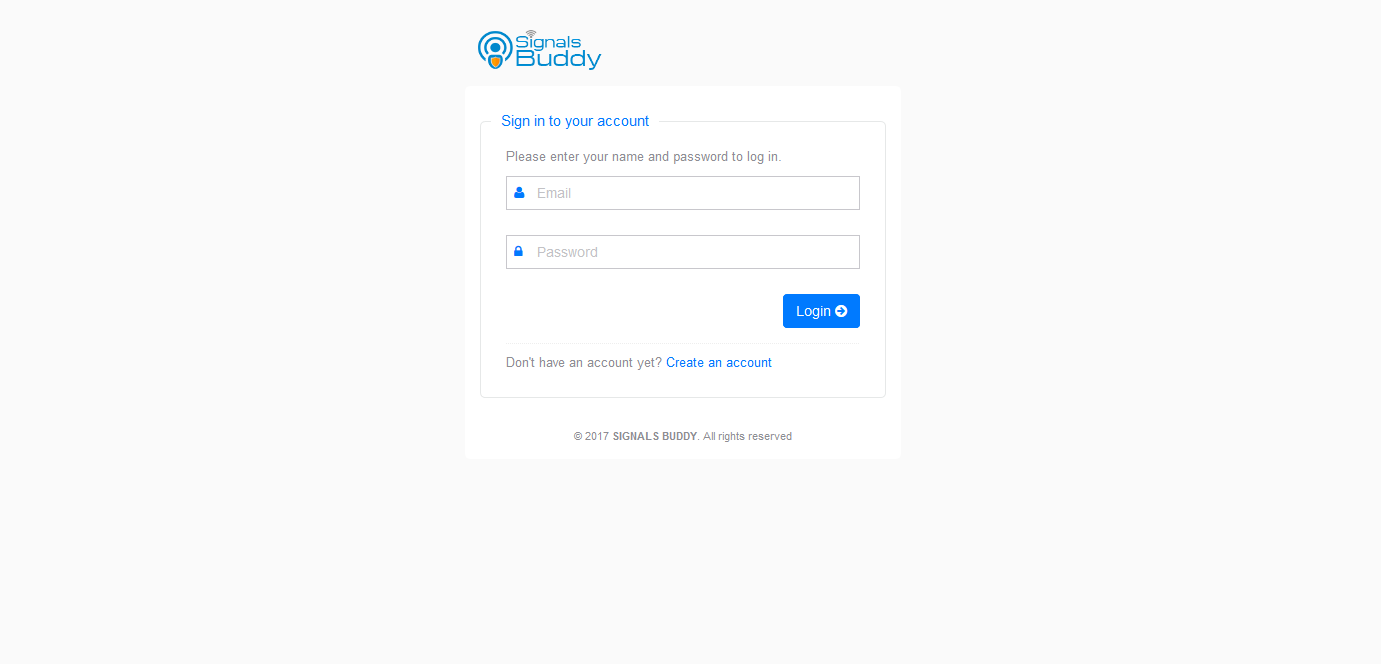 Signals
Buddy
Sign in to your account
Please enter your name and password to log in.
Email
Password
Login
Don't have an account yet? Create an account
© 2017 SIGNALS BUDDY. All rights reserved